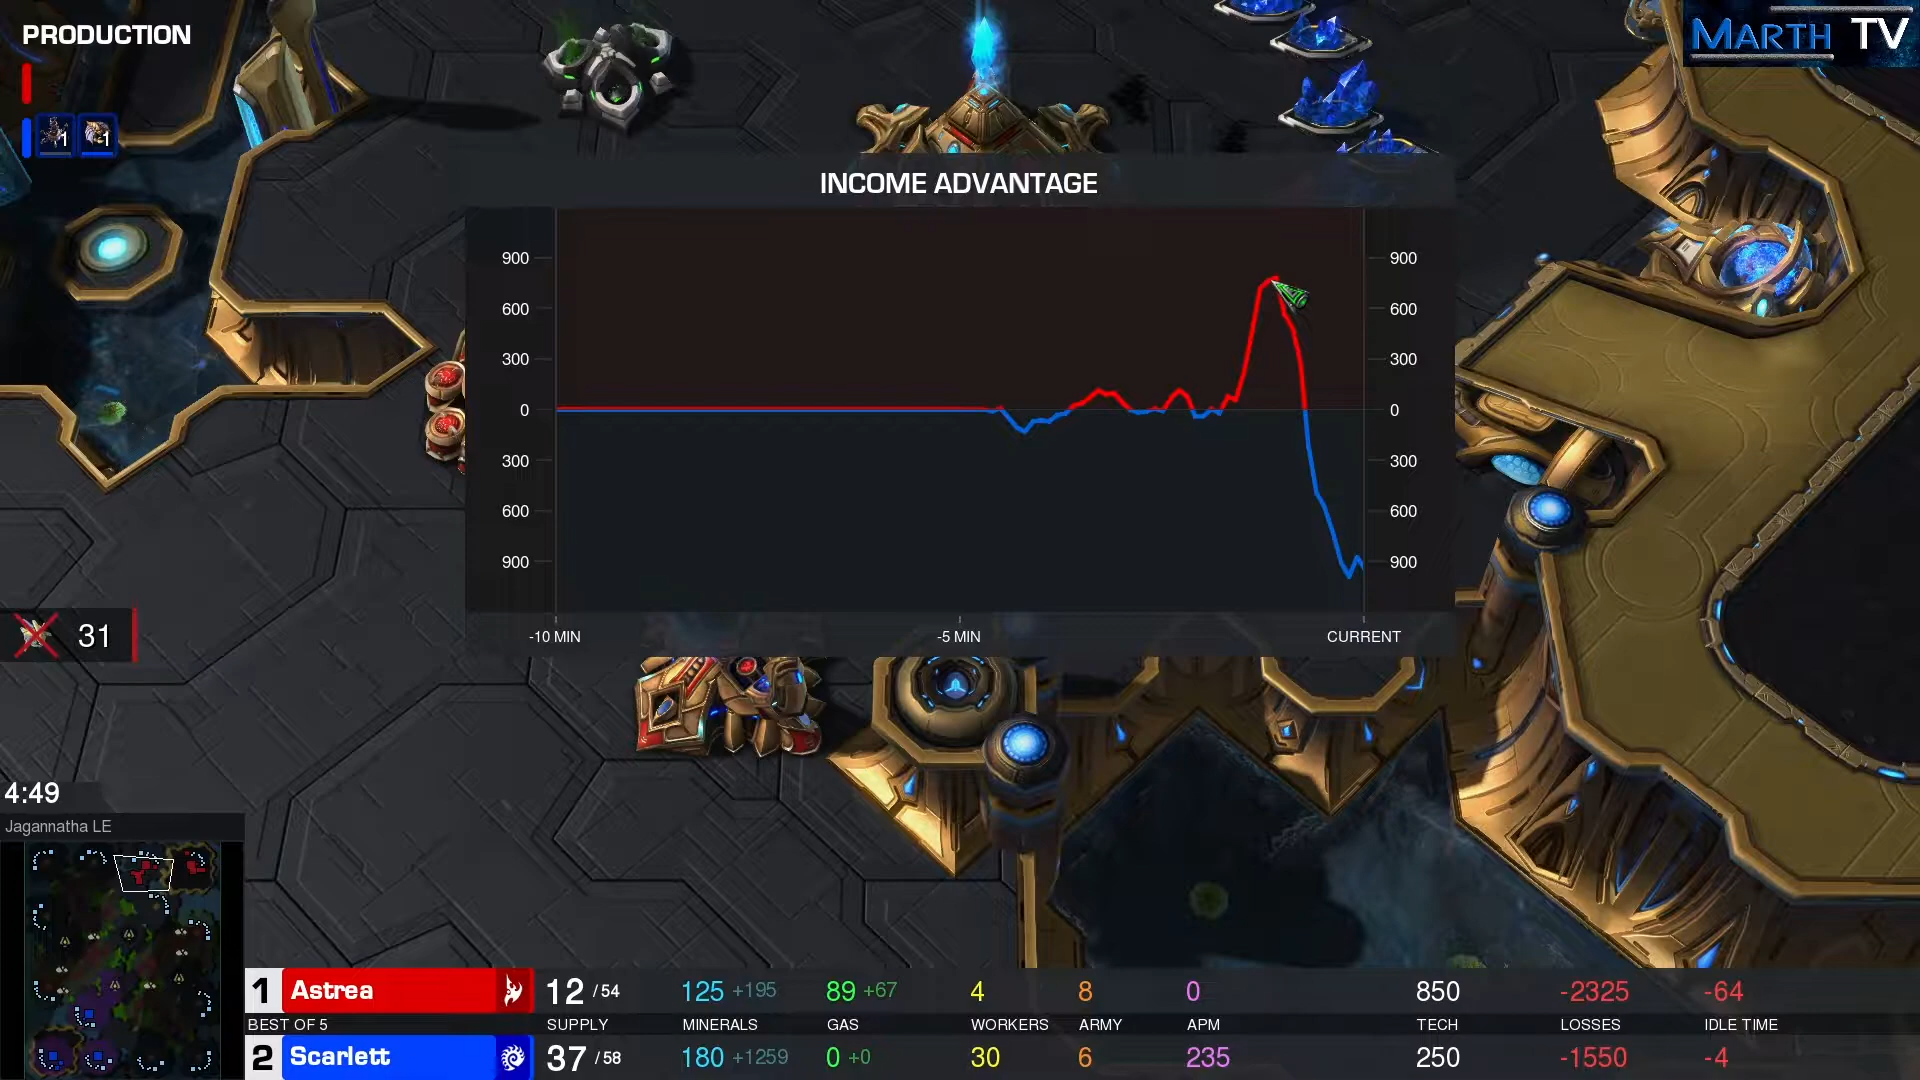 PRODUCTION
MARTH TV
1
1
INCOME ADVANTAGE
900
900
600
600
300
300
0
0
300
300
600
600
900
900
-10 MIN
-5 MIN
CURRENT
31
4:49
Jagannatha LE
1 Astrea 12 /54 125 +195 89 +67 4 8 0 850 -2325 -64
BEST OF 5 SUPPLY MINERALS GAS WORKERS ARMY APM TECH LOSSES IDLE TIME
2 Scarlett 37 /58 180 +1259 0 +0 30 6 235 250 -1550 -4